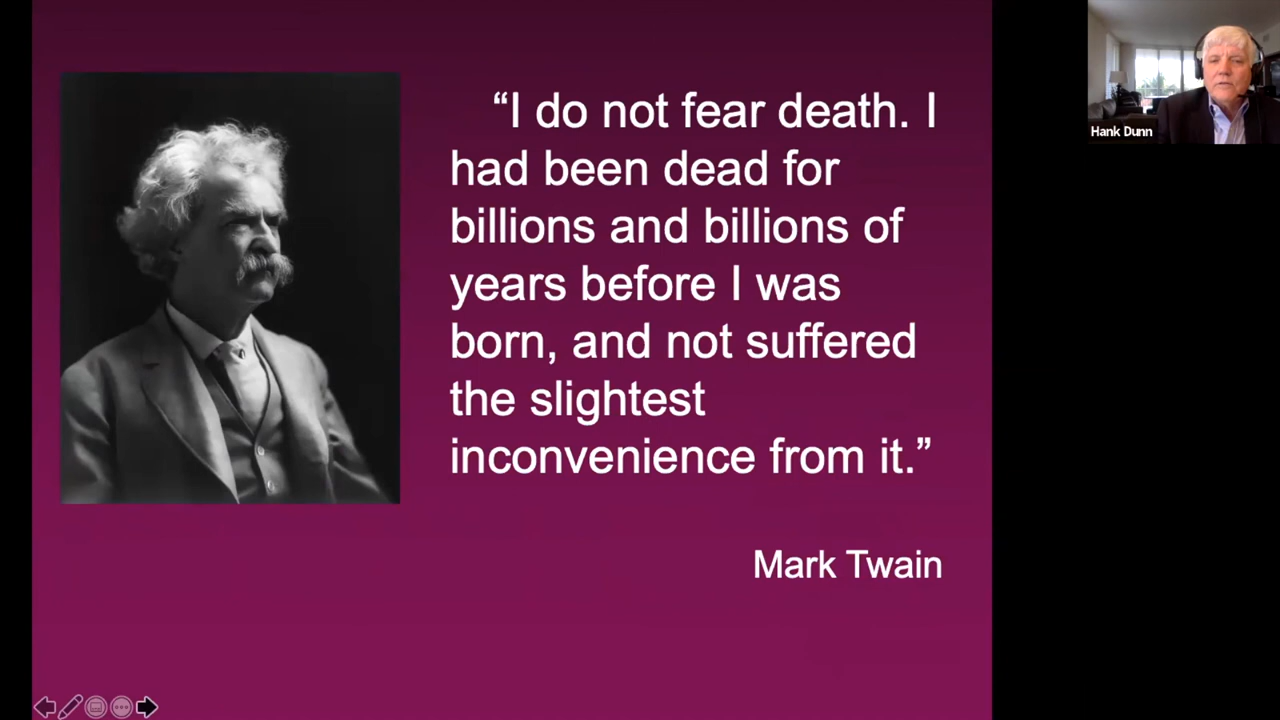 “I do not fear death. I
had been dead for
billions and billions of
years before I was
born, and not suffered
the slightest
inconvenience from it.”
Mark Twain
Hank Dunn